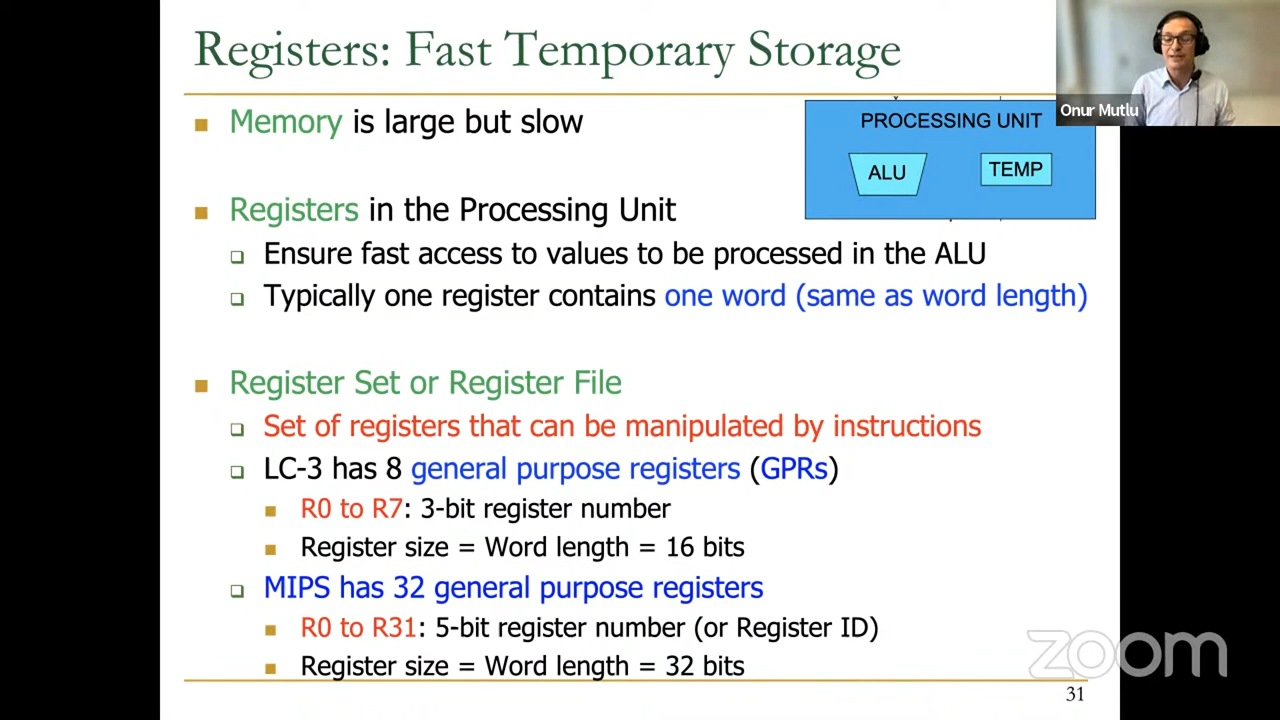 Registers: Fast Temporary Storage
Onur Mutlu
Memory is large but slow
PROCESSING UNIT
ALU
TEMP
Registers in the Processing Unit
Ensure fast access to values to be processed in the ALU
Typically one register contains one word (same as word length)
Register Set or Register File
Set of registers that can be manipulated by instructions
LC-3 has 8 general purpose registers (GPRs)
R0 to R7: 3-bit register number
Register size = Word length = 16 bits
MIPS has 32 general purpose registers
R0 to R31: 5-bit register number (or Register ID)
Register size = Word length = 32 bits
zoom
31